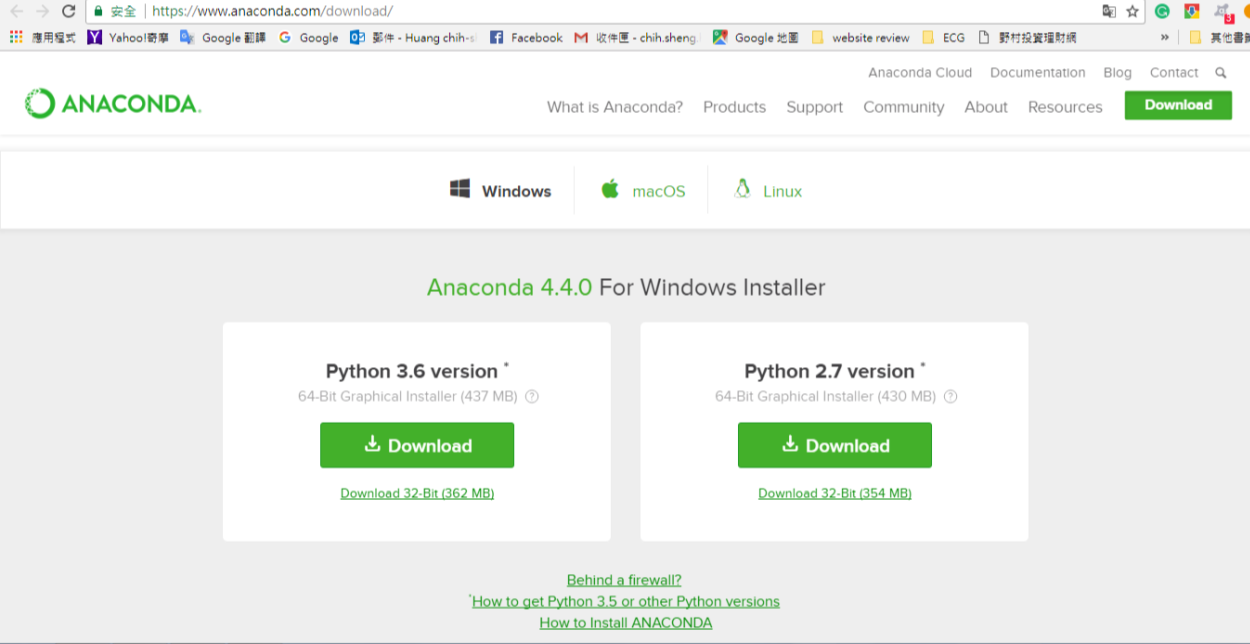 安全 https://www.anaconda.com/download/
3
應用程式 Yahoo!奇摩 Google 翻譯 Google 郵件 - Huang chih-s Facebook 收件匣 - chih.sheng. Google 地圖 website review ECG 野村投資理財網 » 其他書
Anaconda Cloud Documentation Blog Contact
ANACONDA.
What is Anaconda? Products Support Community About Resources Download
Windows macOS Linux
Anaconda 4.4.0 For Windows Installer
Python 3.6 version *
64-Bit Graphical Installer (437 MB) ?
Download
Download 32-Bit (362 MB)
Python 2.7 version *
64-Bit Graphical Installer (430 MB) ?
Download
Download 32-Bit (354 MB)
Behind a firewall?
*How to get Python 3.5 or other Python versions
How to Install ANACONDA